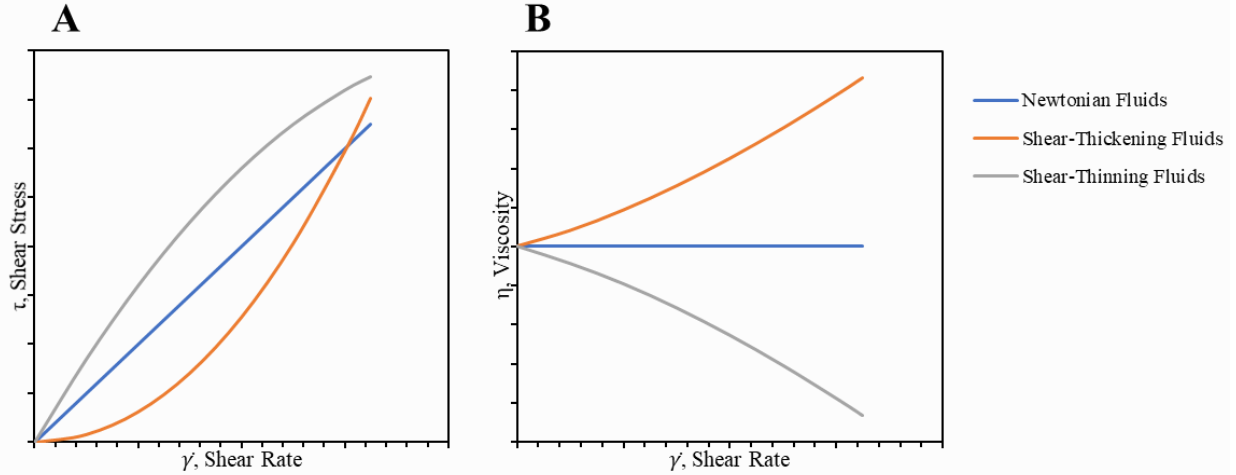 A
B
τ, Shear Stress
γ̇, Shear Rate
η, Viscosity
γ̇, Shear Rate
Newtonian Fluids
Shear-Thickening Fluids
Shear-Thinning Fluids